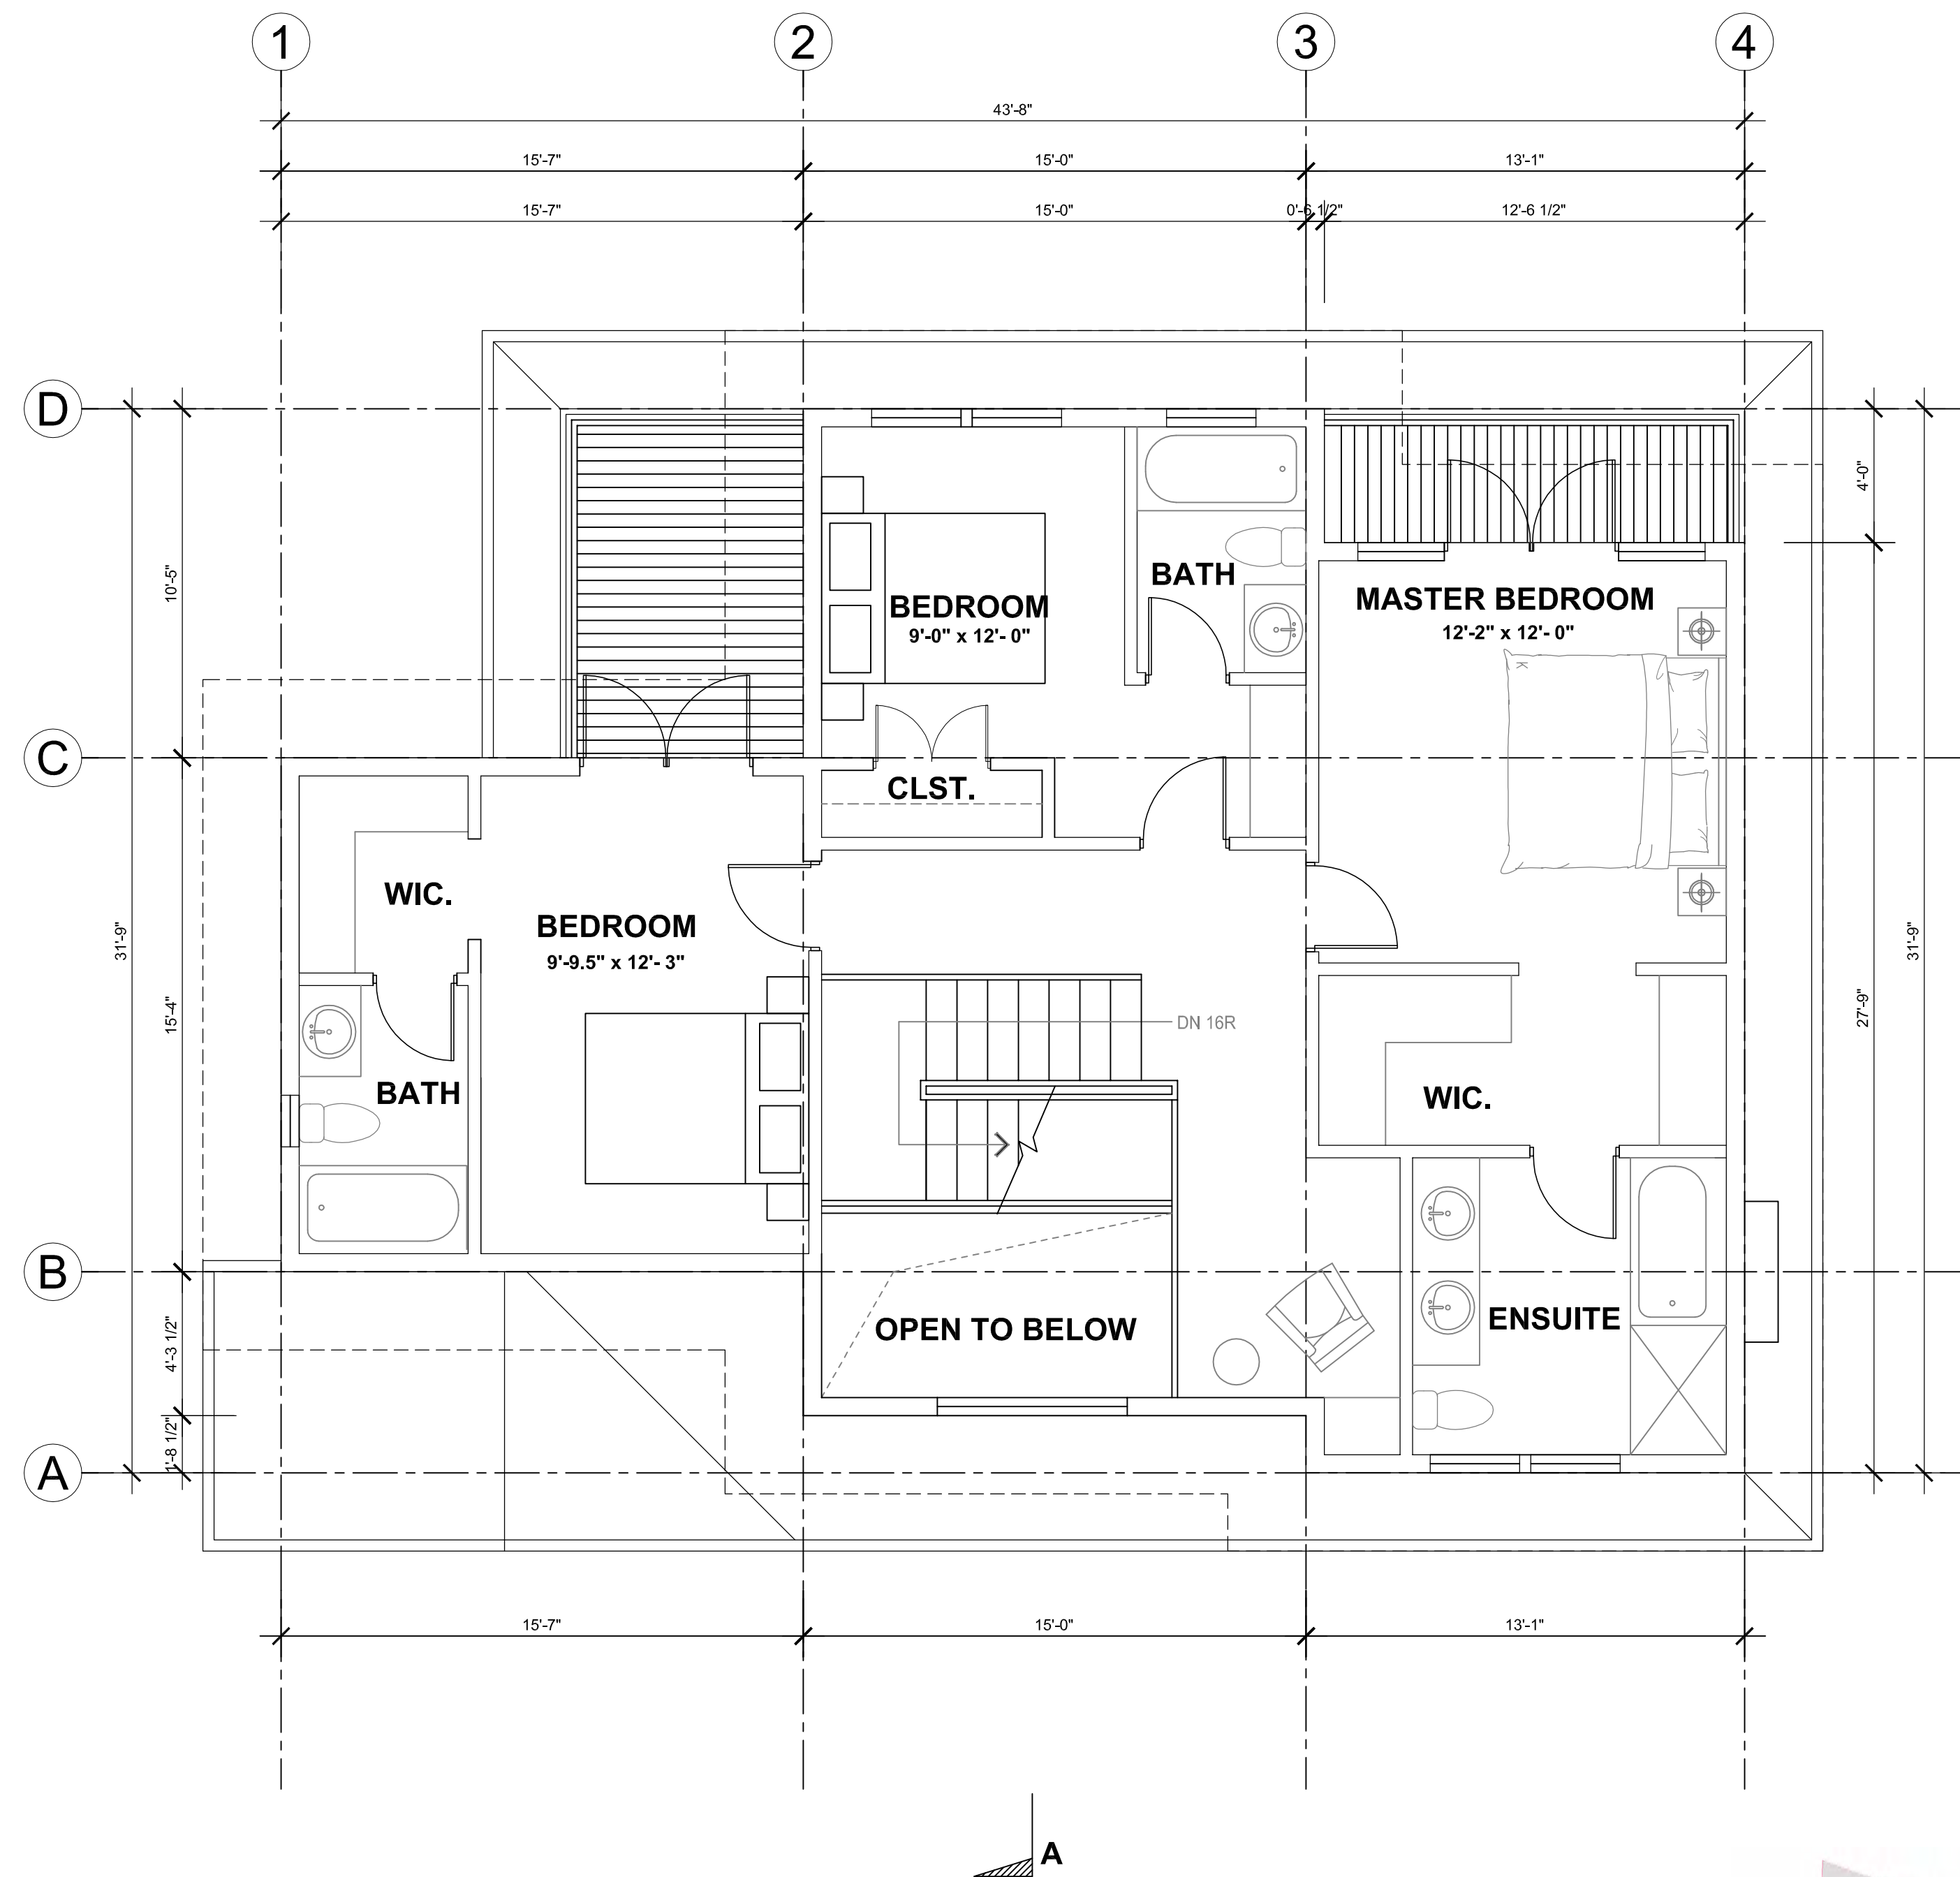 1
2
3
4
43'-8"
15'-7"
15'-0"
13'-1"
15'-7"
15'-0"
0'-6 1/2"
12'-6 1/2"
D
C
B
A
31'-9"
10'-5"
15'-4"
4'-3 1/2"
1'-8 1/2"
4'-0"
27'-9"
31'-9"
BATH
BEDROOM
9'-0" x 12'- 0"
MASTER BEDROOM
12'-2" x 12'- 0"
K
CLST.
WIC.
BEDROOM
9'-9.5" x 12'- 3"
DN 16R
BATH
WIC.
ENSUITE
OPEN TO BELOW
15'-7"
15'-0"
13'-1"
A